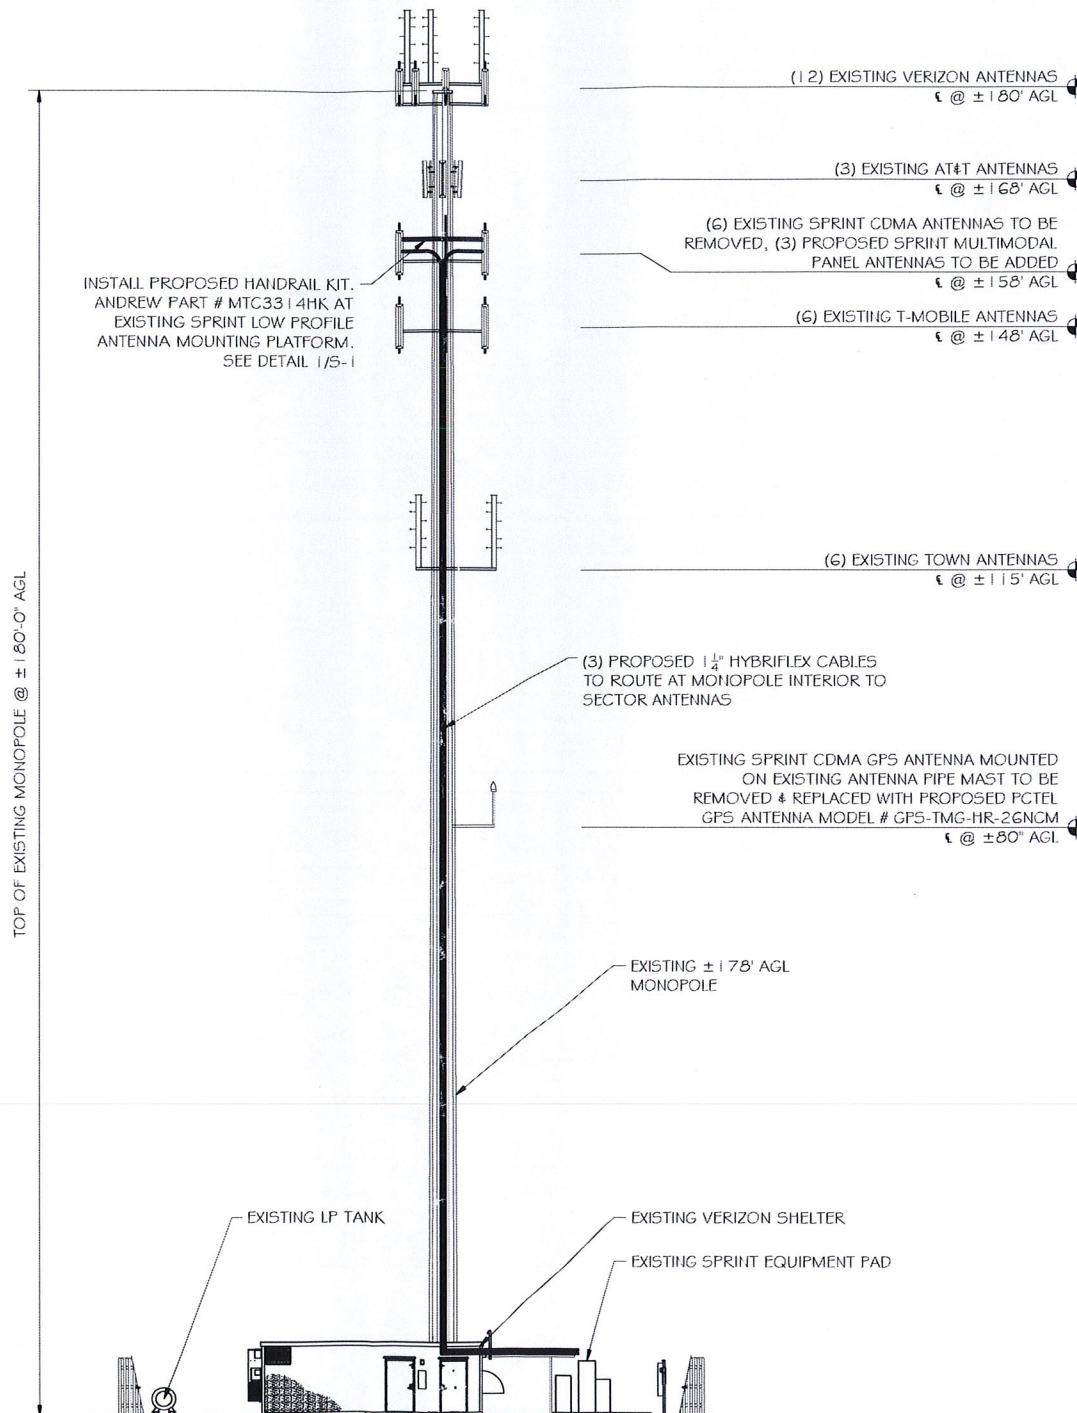 (12) EXISTING VERIZON ANTENNAS
℄ @ ±180' AGL
(3) EXISTING AT&T ANTENNAS
℄ @ ±168' AGL
(6) EXISTING SPRINT CDMA ANTENNAS TO BE
REMOVED, (3) PROPOSED SPRINT MULTIMODAL
PANEL ANTENNAS TO BE ADDED
℄ @ ±158' AGL
INSTALL PROPOSED HANDRAIL KIT.
ANDREW PART # MTC3314HK AT
EXISTING SPRINT LOW PROFILE
ANTENNA MOUNTING PLATFORM.
SEE DETAIL 1/S-1
(6) EXISTING T-MOBILE ANTENNAS
℄ @ ±148' AGL
(6) EXISTING TOWN ANTENNAS
℄ @ ±115' AGL
TOP OF EXISTING MONOPOLE @ ±180'-0" AGL
(3) PROPOSED 1 1/4" HYBRIFLEX CABLES
TO ROUTE AT MONOPOLE INTERIOR TO
SECTOR ANTENNAS
EXISTING SPRINT CDMA GPS ANTENNA MOUNTED
ON EXISTING ANTENNA PIPE MAST TO BE
REMOVED & REPLACED WITH PROPOSED PCTEL
GPS ANTENNA MODEL # GPS-TMG-HR-26NCM
℄ @ ±80" AGL
EXISTING ±178' AGL
MONOPOLE
EXISTING LP TANK
EXISTING VERIZON SHELTER
EXISTING SPRINT EQUIPMENT PAD